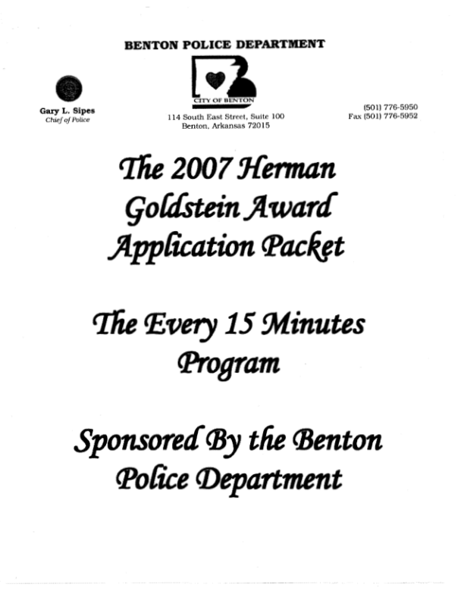 BENTON POLICE DEPARTMENT
Gary L. Sipes
Chief of Police
CITY OF BENTON
114 South East Street, Suite 100
Benton, Arkansas 72015
(501) 776-5950
Fax (501) 776-5952
The 2007 Herman
Goldstein Award
Application Packet
The Every 15 Minutes
Program
Sponsored By the Benton
Police Department